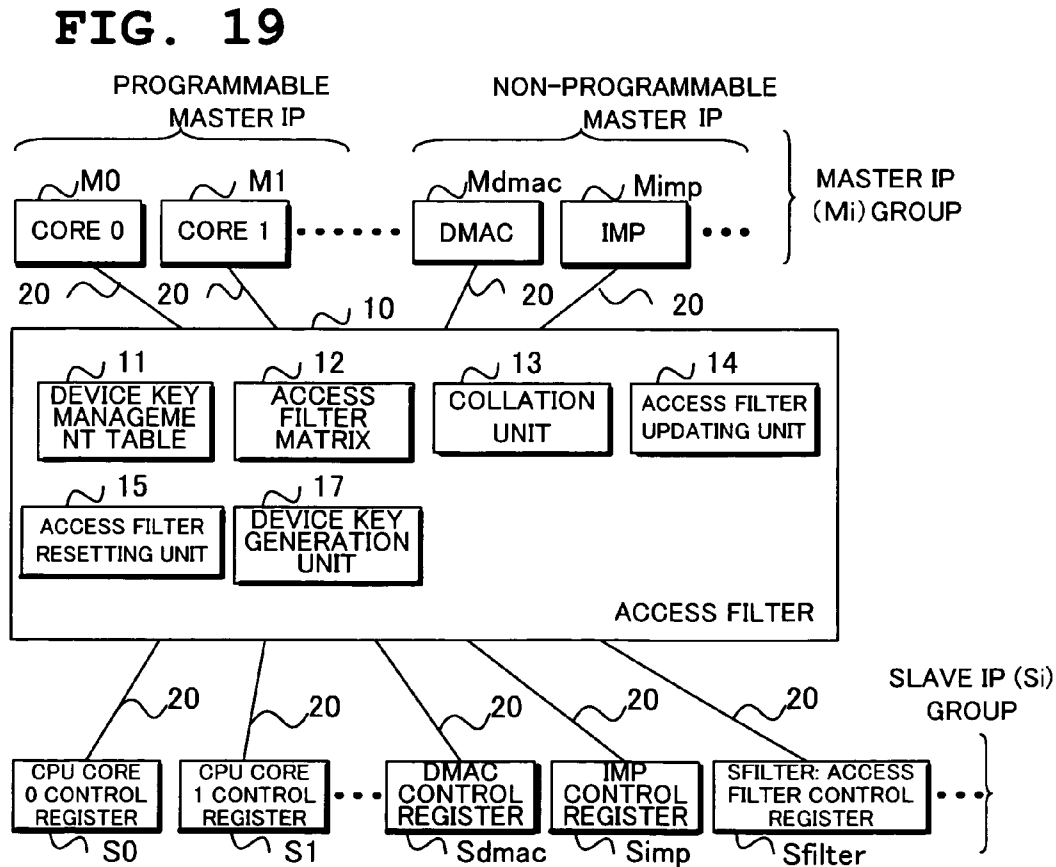 FIG. 19
PROGRAMMABLE
MASTER IP
NON-PROGRAMMABLE
MASTER IP
M0
M1
Mdmac
Mimp
CORE 0
CORE 1
DMAC
IMP
MASTER IP
(Mi) GROUP
20
20
20
20
10
11
12
13
14
DEVICE KEY
MANAGEME
NT TABLE
ACCESS
FILTER
MATRIX
COLLATION
UNIT
ACCESS FILTER
UPDATING UNIT
15
17
ACCESS FILTER
RESETTING UNIT
DEVICE KEY
GENERATION
UNIT
ACCESS FILTER
20
20
20
20
20
SLAVE IP (Si)
GROUP
CPU CORE
0 CONTROL
REGISTER
CPU CORE
1 CONTROL
REGISTER
DMAC
CONTROL
REGISTER
IMP
CONTROL
REGISTER
SFILTER: ACCESS
FILTER CONTROL
REGISTER
S0
S1
Sdmac
Simp
Sfilter